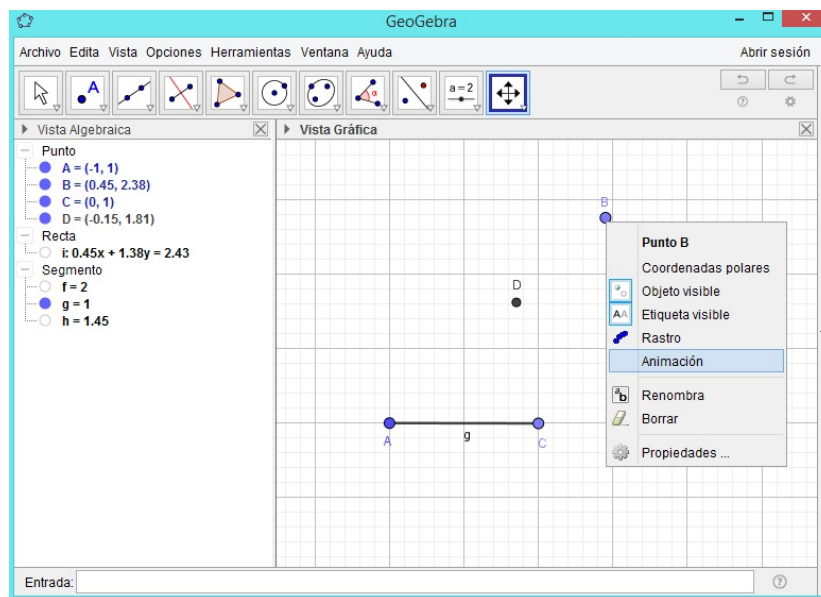 GeoGebra
Archivo Edita Vista Opciones Herramientas Ventana Ayuda Abrir sesión
A
α
a = 2
Vista Algebraica
Punto
A = (-1, 1)
B = (0.45, 2.38)
C = (0, 1)
D = (-0.15, 1.81)
Recta
i: 0.45x + 1.38y = 2.43
Segmento
f = 2
g = 1
h = 1.45
Vista Gráfica
B
Punto B
Coordenadas polares
Objeto visible
AA Etiqueta visible
Rastro
Animación
ab Renombra
Borrar
Propiedades ...
D
A
g
C
Entrada: